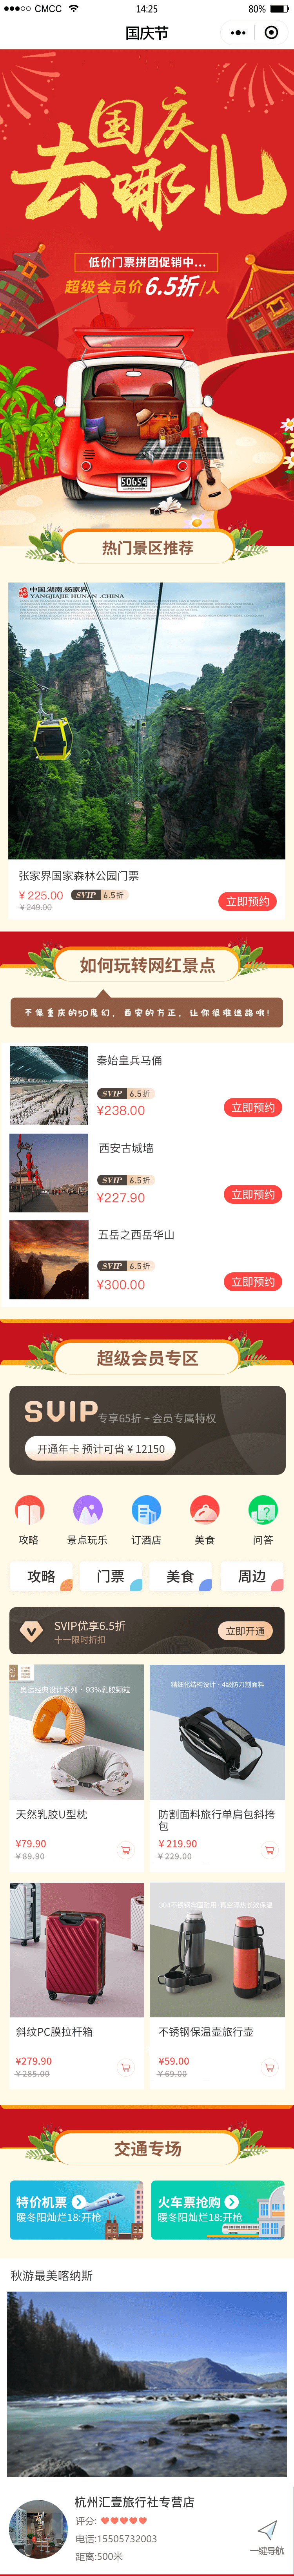 CMCC 14:25 80%
国庆节
国庆
去哪儿
低价门票拼团促销中...
超级会员价6.5折/人
50654
热门景区推荐
中国.湖南.杨家界
YANGJIAJIE HUNAN .CHINA
张家界国家森林公园门票
¥225.00 SVIP 6.5折
¥249.00
立即预约
如何玩转网红景点
不像重庆的5D魔幻，西安的方正，让你很难迷路哦！
秦始皇兵马俑
SVIP 6.5折
¥238.00
立即预约
西安古城墙
SVIP 6.5折
¥227.90
立即预约
五岳之西岳华山
SVIP 6.5折
¥300.00
立即预约
超级会员专区
SVIP专享65折+会员专属特权
开通年卡 预计可省 ¥ 12150
攻略 景点玩乐 订酒店 美食 问答
攻略 门票 美食 周边
SVIP优享6.5折
十一限时折扣
立即开通
奥运经典设计系列 · 93%乳胶颗粒
天然乳胶U型枕
¥79.90
¥89.90
精细化结构设计 · 4级防刀割面料
防割面料旅行单肩包斜挎包
¥219.90
¥229.00
斜纹PC膜拉杆箱
¥279.90
¥285.00
不锈钢保温壶旅行壶
¥59.00
¥69.00
交通专场
特价机票
暖冬阳灿烂18:开枪
火车票抢购
暖冬阳灿烂18:开枪
秋游最美喀纳斯
杭州汇壹旅行社专营店
评分:
电话:15505732003
距离:500米
一键导航